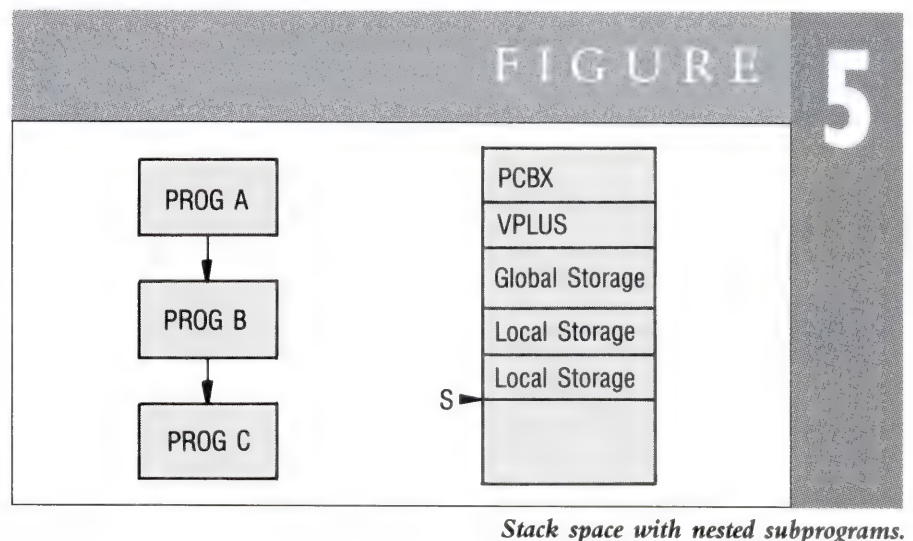 FIGURE 5
PROG A
PROG B
PROG C
PCBX
VPLUS
Global Storage
Local Storage
Local Storage
S
Stack space with nested subprograms.